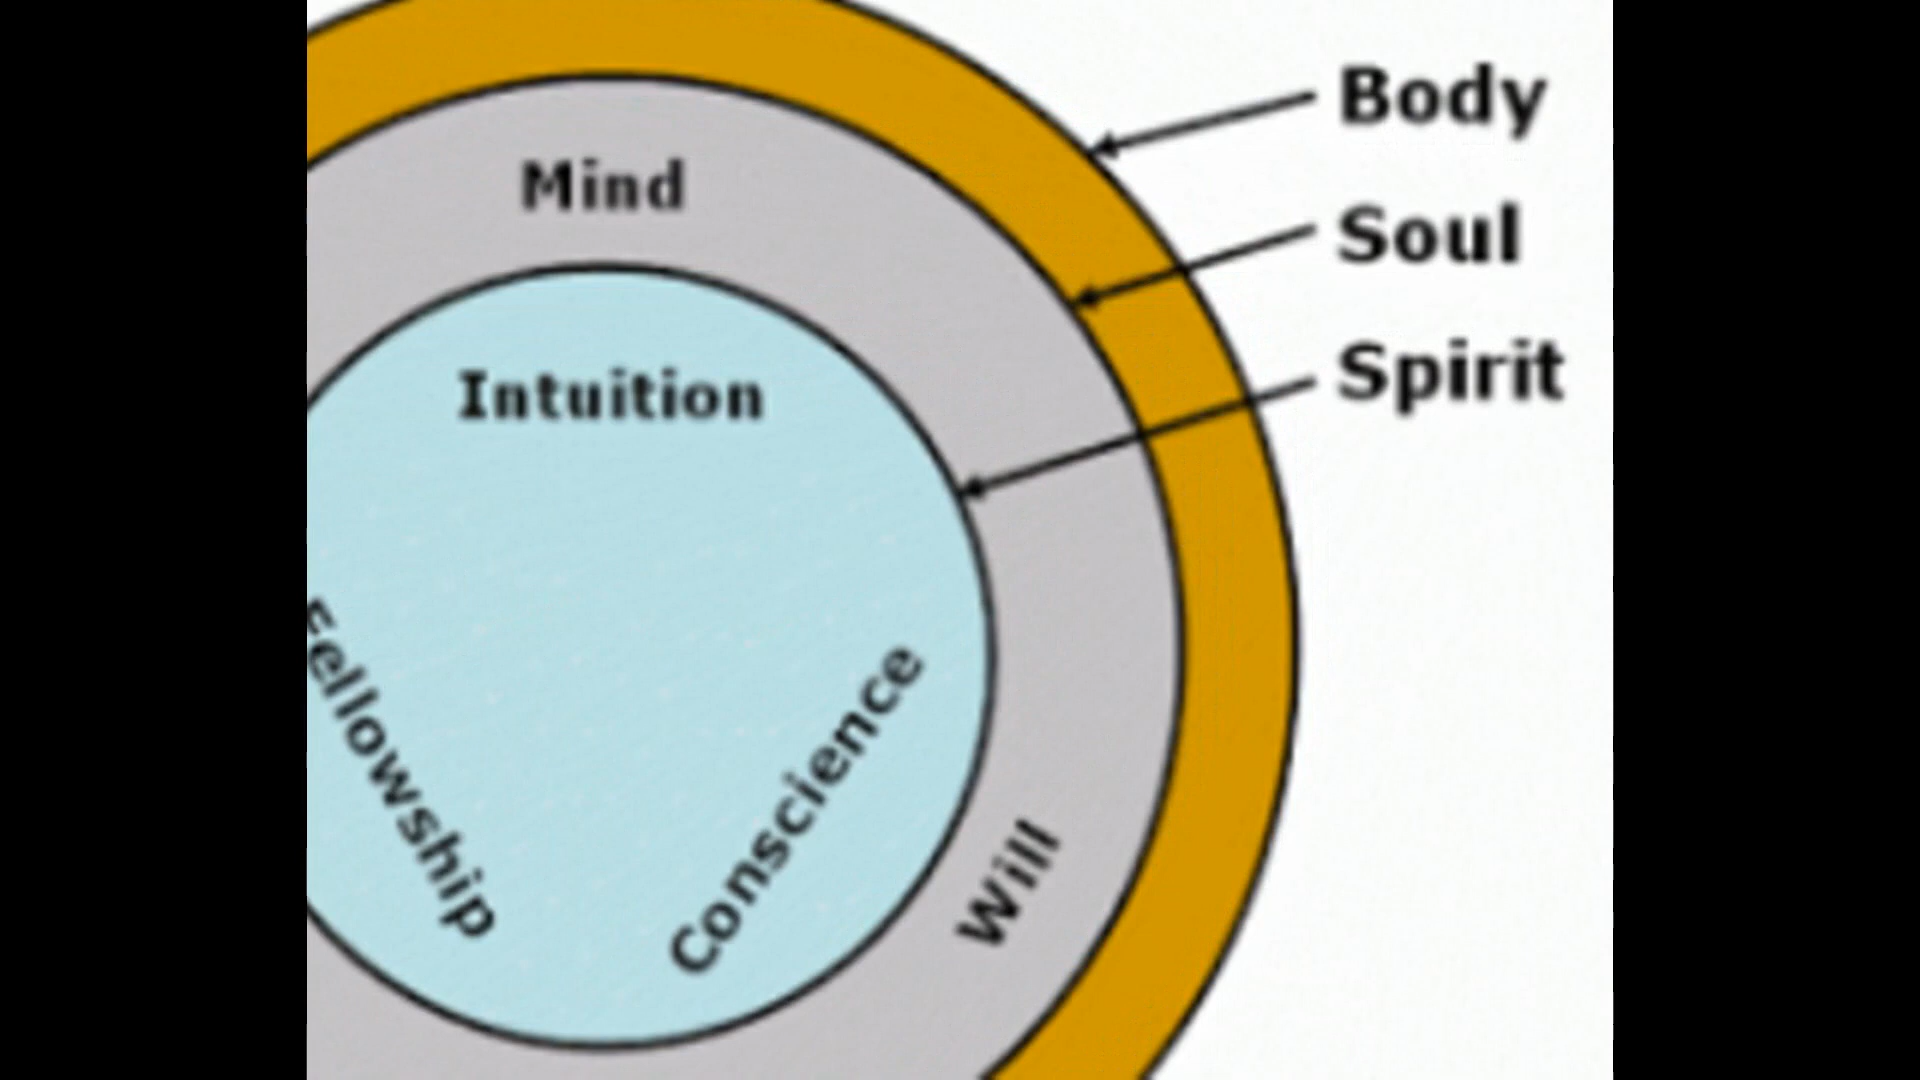 Body
Mind
Soul
Spirit
Intuition
Fellowship
Conscience
Will